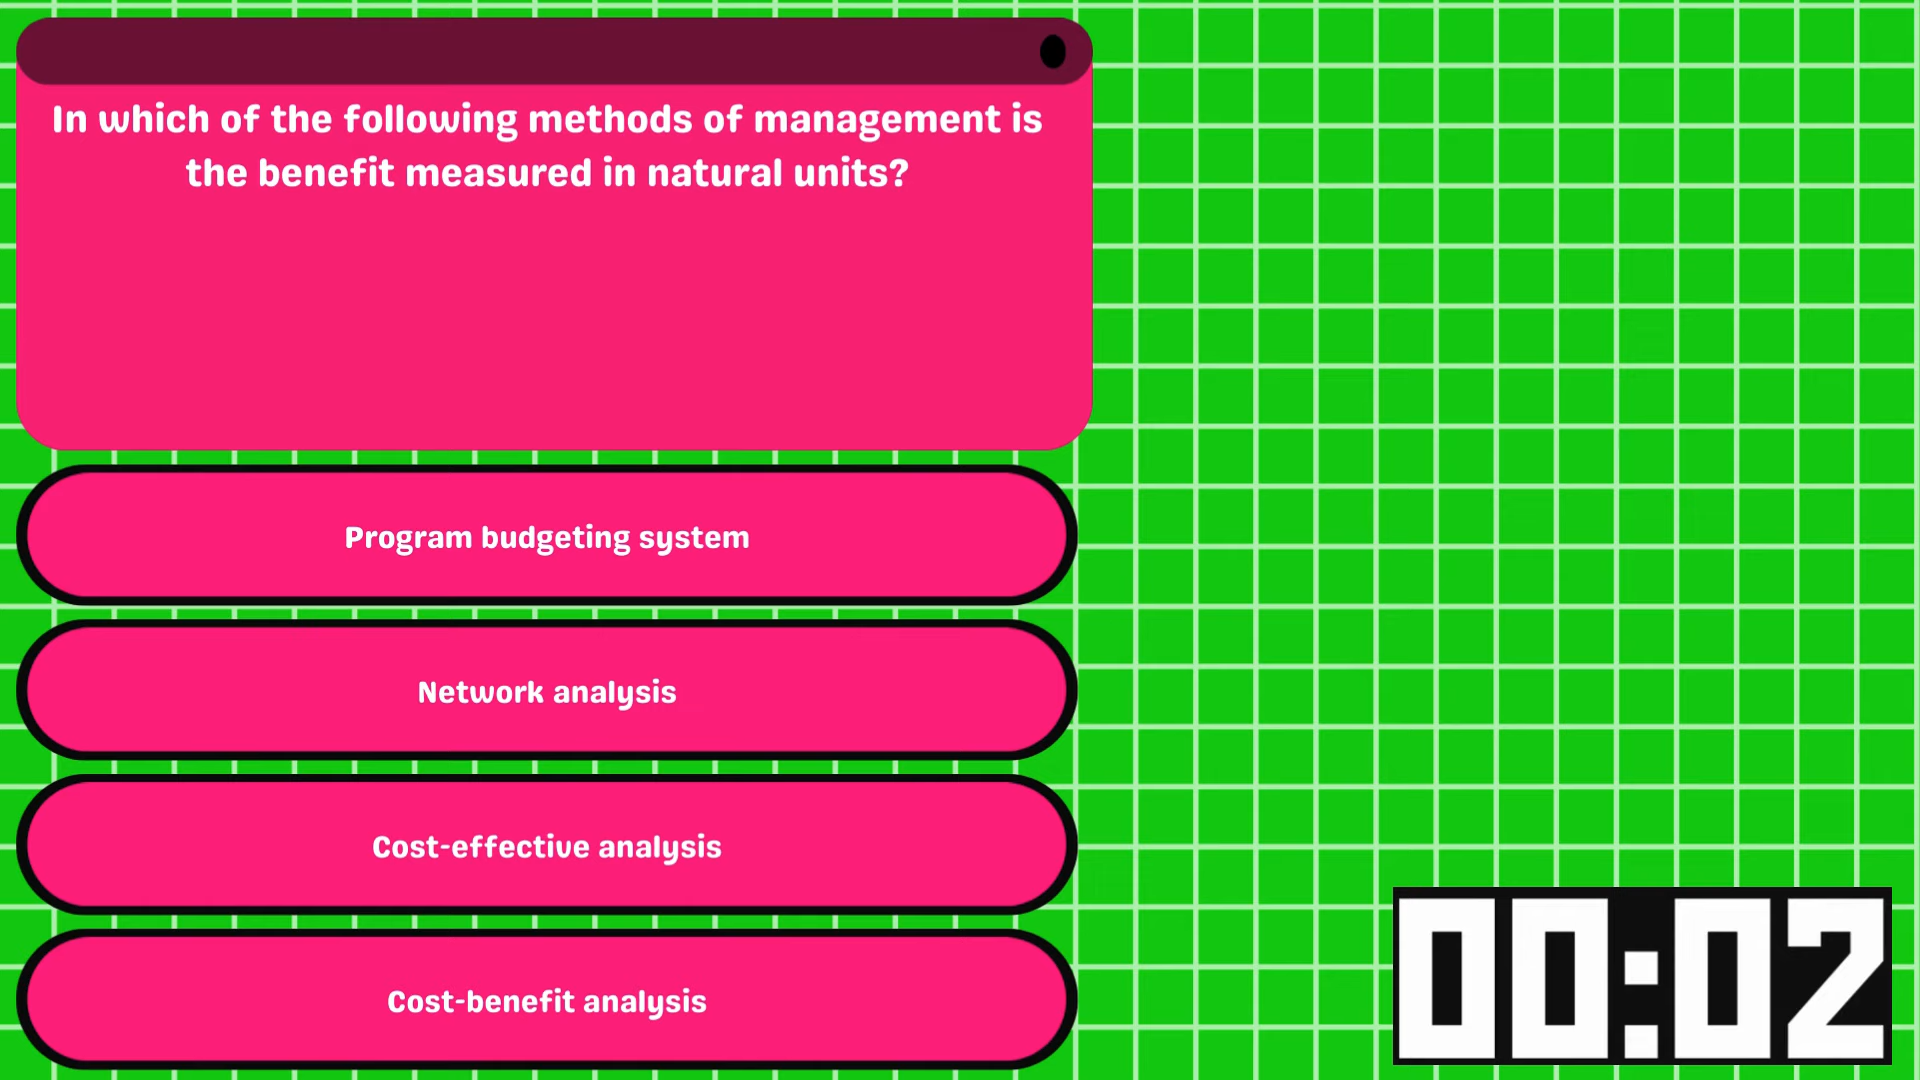 In which of the following methods of management is
the benefit measured in natural units?
Program budgeting system
Network analysis
Cost-effective analysis
Cost-benefit analysis
00:02